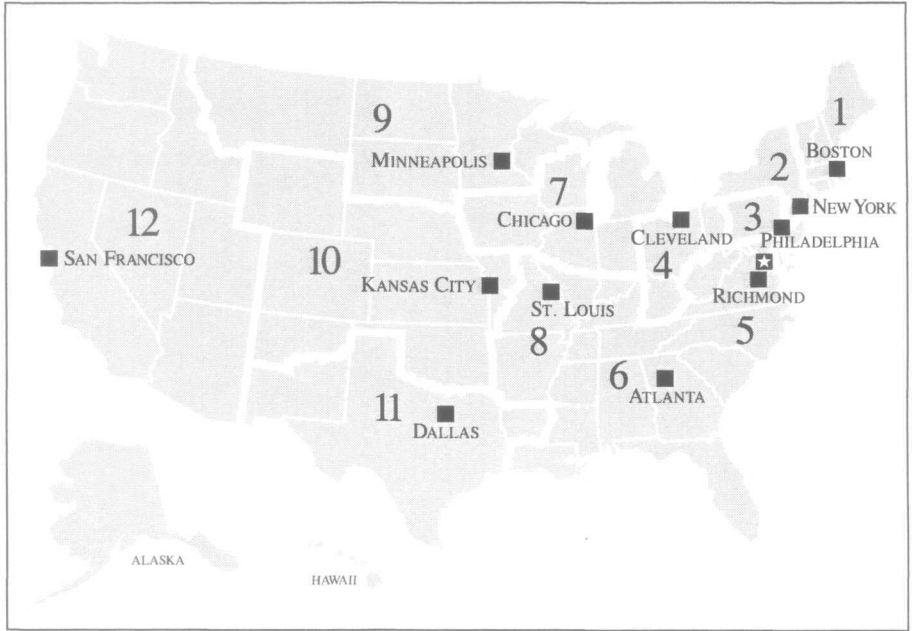 1
9
BOSTON
MINNEAPOLIS
2
7
NEW YORK
12
CHICAGO
3
CLEVELAND
PHILADELPHIA
SAN FRANCISCO
10
4
KANSAS CITY
RICHMOND
ST. LOUIS
5
8
6
ATLANTA
11
DALLAS
ALASKA
HAWAII